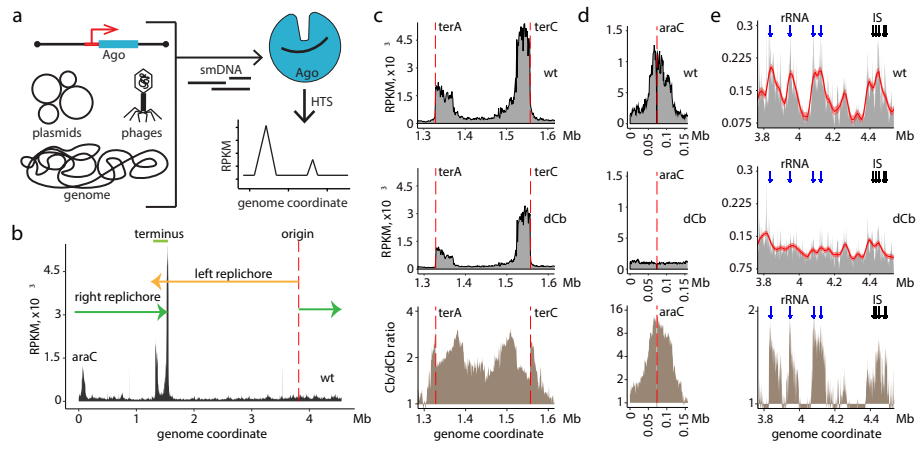 a
Ago
plasmids
phages
genome
smDNA
Ago
HTS
RPKM
genome coordinate
b
terminus
origin
left replichore
right replichore
araC
wt
RPKM, x10 3
4.5
3
1.5
0
0 1 2 3 4 Mb
genome coordinate
c
terA terC
wt
RPKM, x10 3
4.5
3
1.5
0
1.3 1.4 1.5 1.6 Mb
terA terC
dCb
RPKM, x10 3
4.5
3
1.5
0
1.3 1.4 1.5 1.6 Mb
terA terC
Cb/dCb ratio
4
2
1
1.3 1.4 1.5 1.6 Mb
genome coordinate
d
araC
wt
1.5
1
0.5
0
0 0.05 0.1 0.15 Mb
araC
dCb
1.5
1
0.5
0
0 0.05 0.1 0.15 Mb
araC
16
8
4
2
1
0 0.05 0.1 0.15 Mb
e
rRNA IS
wt
0.3
0.225
0.15
0.075
3.8 4 4.2 4.4 Mb
rRNA IS
dCb
0.3
0.225
0.15
0.75
3.8 4 4.2 4.4 Mb
rRNA IS
2
1
3.8 4 4.2 4.4 Mb
genome coordinate